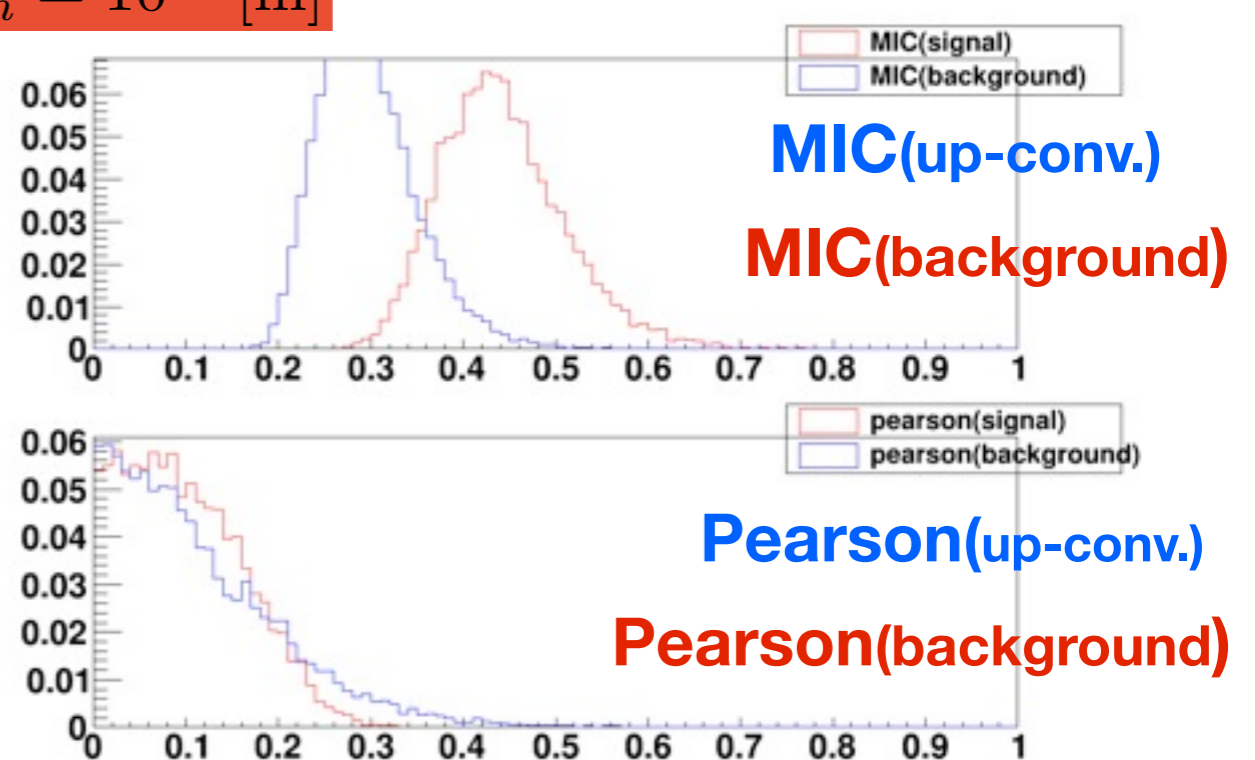 = 10 [m]
MIC(signal)
MIC(background)
0.06
0.05
0.04
0.03
0.02
0.01
0
MIC(up-conv.)
MIC(background)
0 0.1 0.2 0.3 0.4 0.5 0.6 0.7 0.8 0.9 1
pearson(signal)
pearson(background)
0.06
0.05
0.04
0.03
0.02
0.01
0
Pearson(up-conv.)
Pearson(background)
0 0.1 0.2 0.3 0.4 0.5 0.6 0.7 0.8 0.9 1